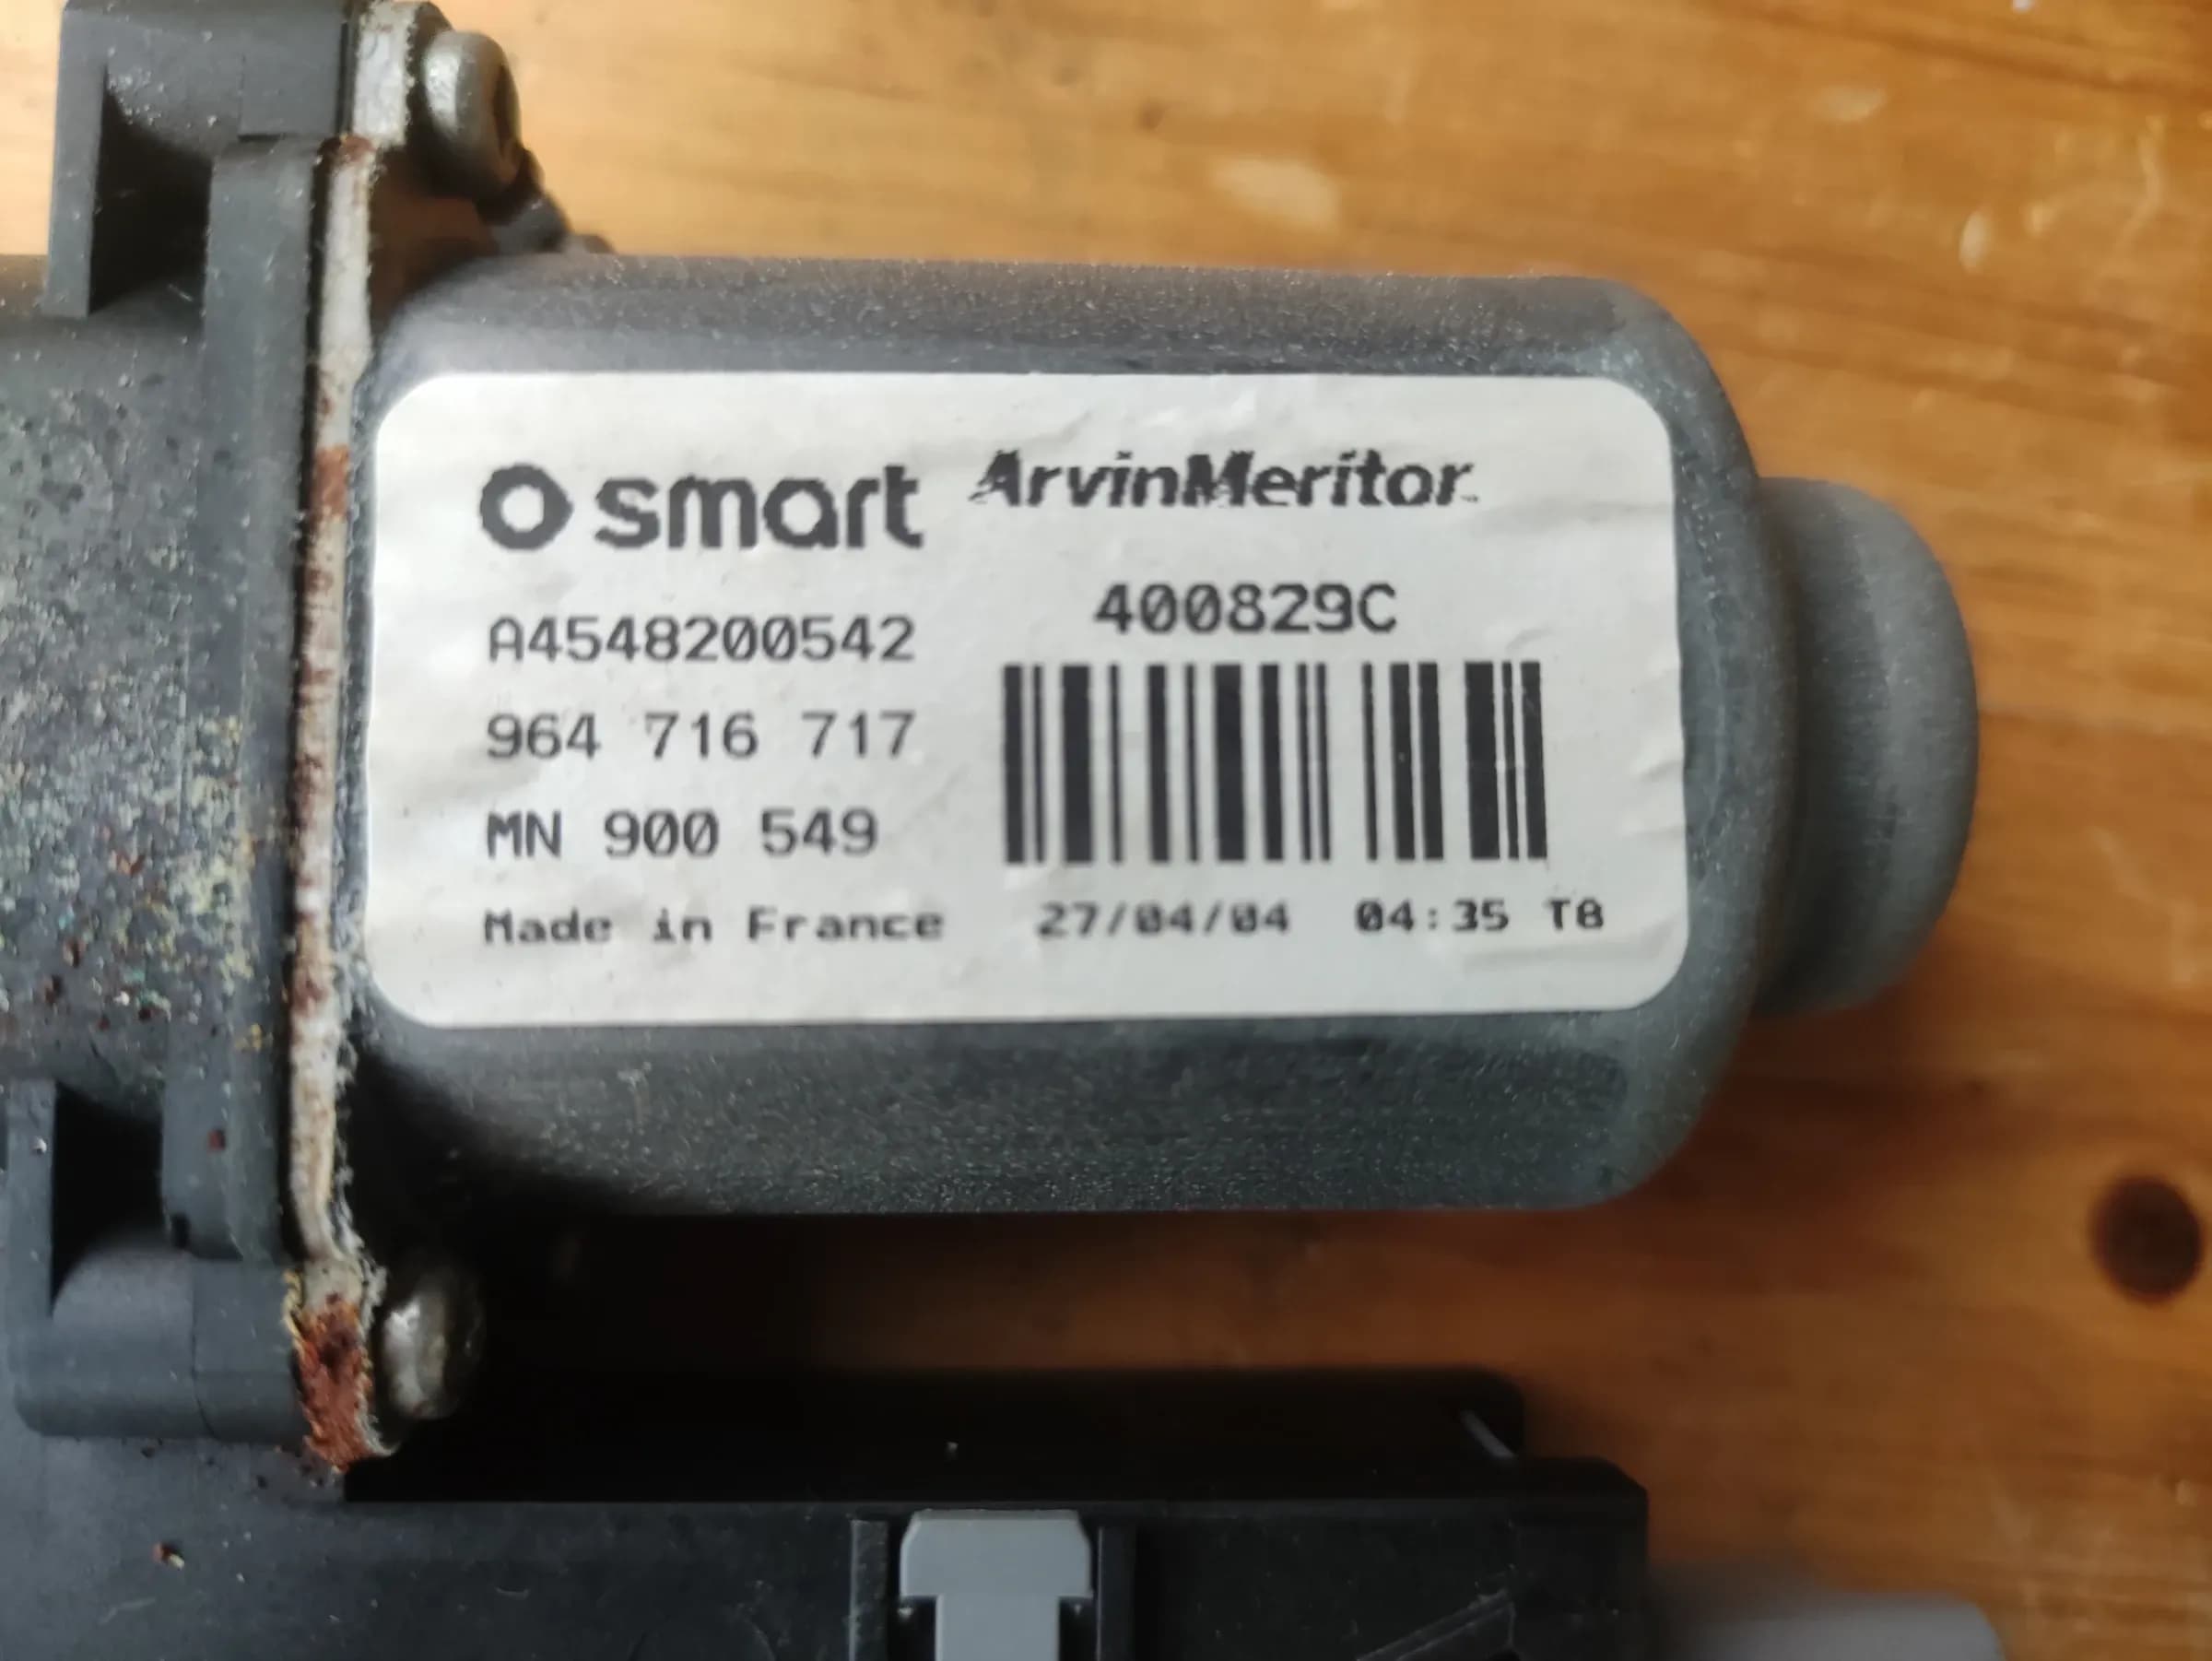 smart ArvinMeritor
A4548200542
400829C
964 716 717
MN 900 549
Made in France 27/04/04 04:35 T8